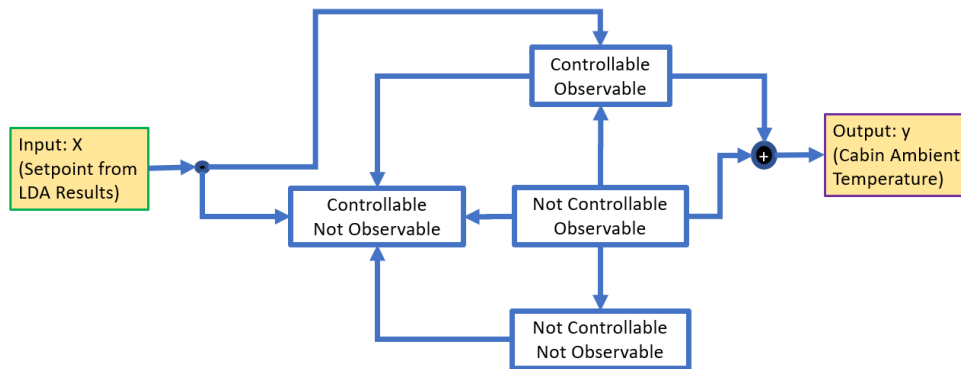 Controllable
Observable
Input: X
(Setpoint from
LDA Results)
Output: y
(Cabin Ambient
Temperature)
+
Controllable
Not Observable
Not Controllable
Observable
Not Controllable
Not Observable